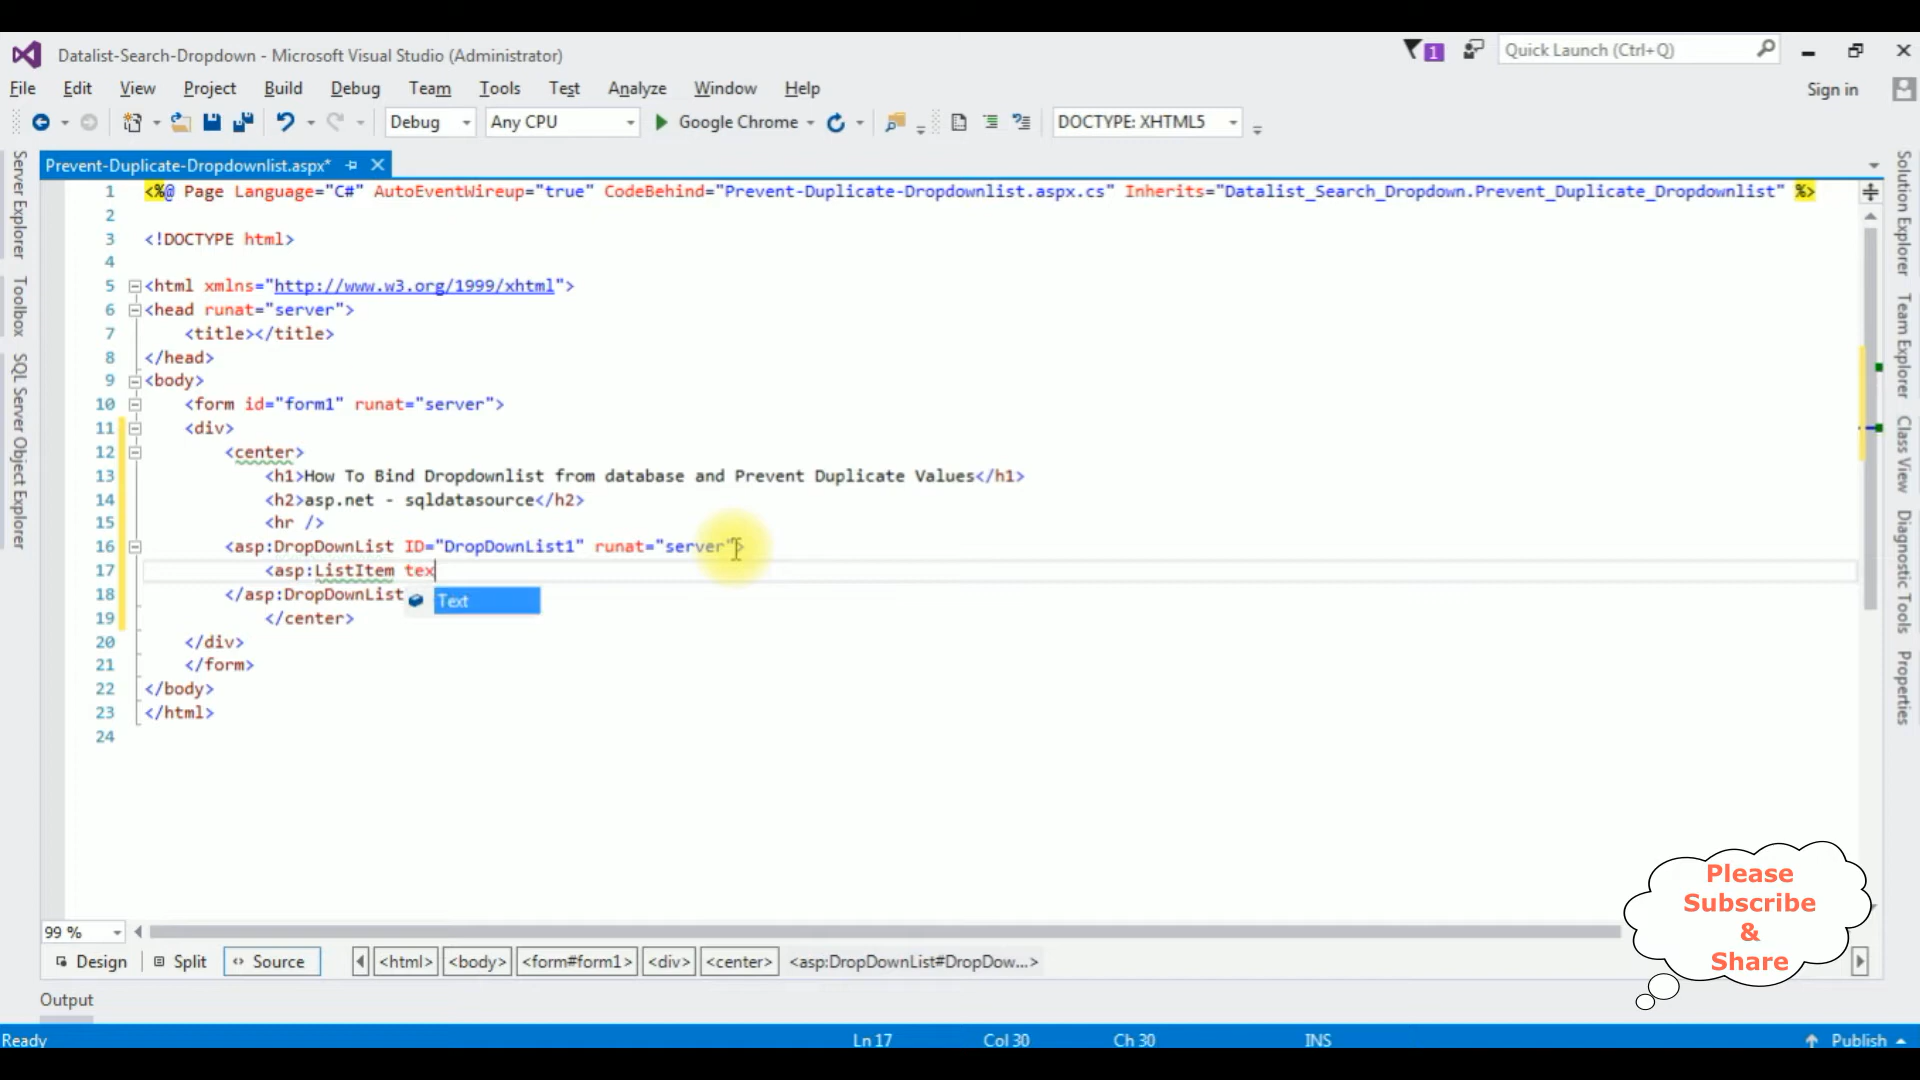 Datalist-Search-Dropdown - Microsoft Visual Studio (Administrator)
1
Quick Launch (Ctrl+Q)
File Edit View Project Build Debug Team Tools Test Analyze Window Help
Sign in
Debug Any CPU Google Chrome DOCTYPE: XHTML5
Prevent-Duplicate-Dropdownlist.aspx*
Server Explorer
Toolbox
SQL Server Object Explorer
1 <%@ Page Language="C#" AutoEventWireup="true" CodeBehind="Prevent-Duplicate-Dropdownlist.aspx.cs" Inherits="Datalist_Search_Dropdown.Prevent_Duplicate_Dropdownlist" %>
2
3 <!DOCTYPE html>
4
5 <html xmlns="http://www.w3.org/1999/xhtml">
6 <head runat="server">
7 <title></title>
8 </head>
9 <body>
10 <form id="form1" runat="server">
11 <div>
12 <center>
13 <h1>How To Bind Dropdownlist from database and Prevent Duplicate Values</h1>
14 <h2>asp.net - sqldatasource</h2>
15 <hr />
16 <asp:DropDownList ID="DropDownList1" runat="server">
17 <asp:ListItem tex
18 </asp:DropDownList
Text
19 </center>
20 </div>
21 </form>
22 </body>
23 </html>
24
Solution Explorer
Team Explorer
Class View
Diagnostic Tools
Properties
Please
Subscribe
&
Share
99 %
Design Split Source <html> <body> <form#form1> <div> <center> <asp:DropDownList#DropDow...>
Output
Ready Ln 17 Col 30 Ch 30 INS Publish